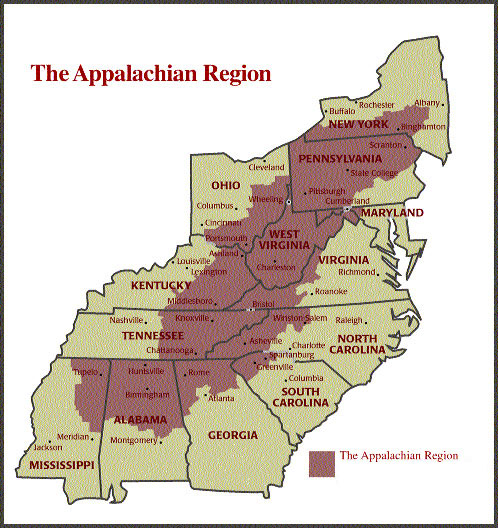 The Appalachian Region
Rochester
Albany
Buffalo
NEW YORK
Binghamton
Scranton
PENNSYLVANIA
Cleveland
State College
OHIO
Pittsburgh
Wheeling
Cumberland
Columbus
MARYLAND
Cincinnati
WEST
VIRGINIA
Portsmouth
Ashland
VIRGINIA
Louisville
Charleston
Lexington
Richmond
KENTUCKY
Roanoke
Middlesboro
Bristol
Nashville
Knoxville
Winston-Salem
Raleigh
TENNESSEE
NORTH
CAROLINA
Asheville
Charlotte
Chattanooga
Spartanburg
Greenville
Tupelo
Huntsville
Rome
Columbia
Birmingham
Atlanta
SOUTH
CAROLINA
ALABAMA
GEORGIA
Meridian
Montgomery
Jackson
MISSISSIPPI
The Appalachian Region